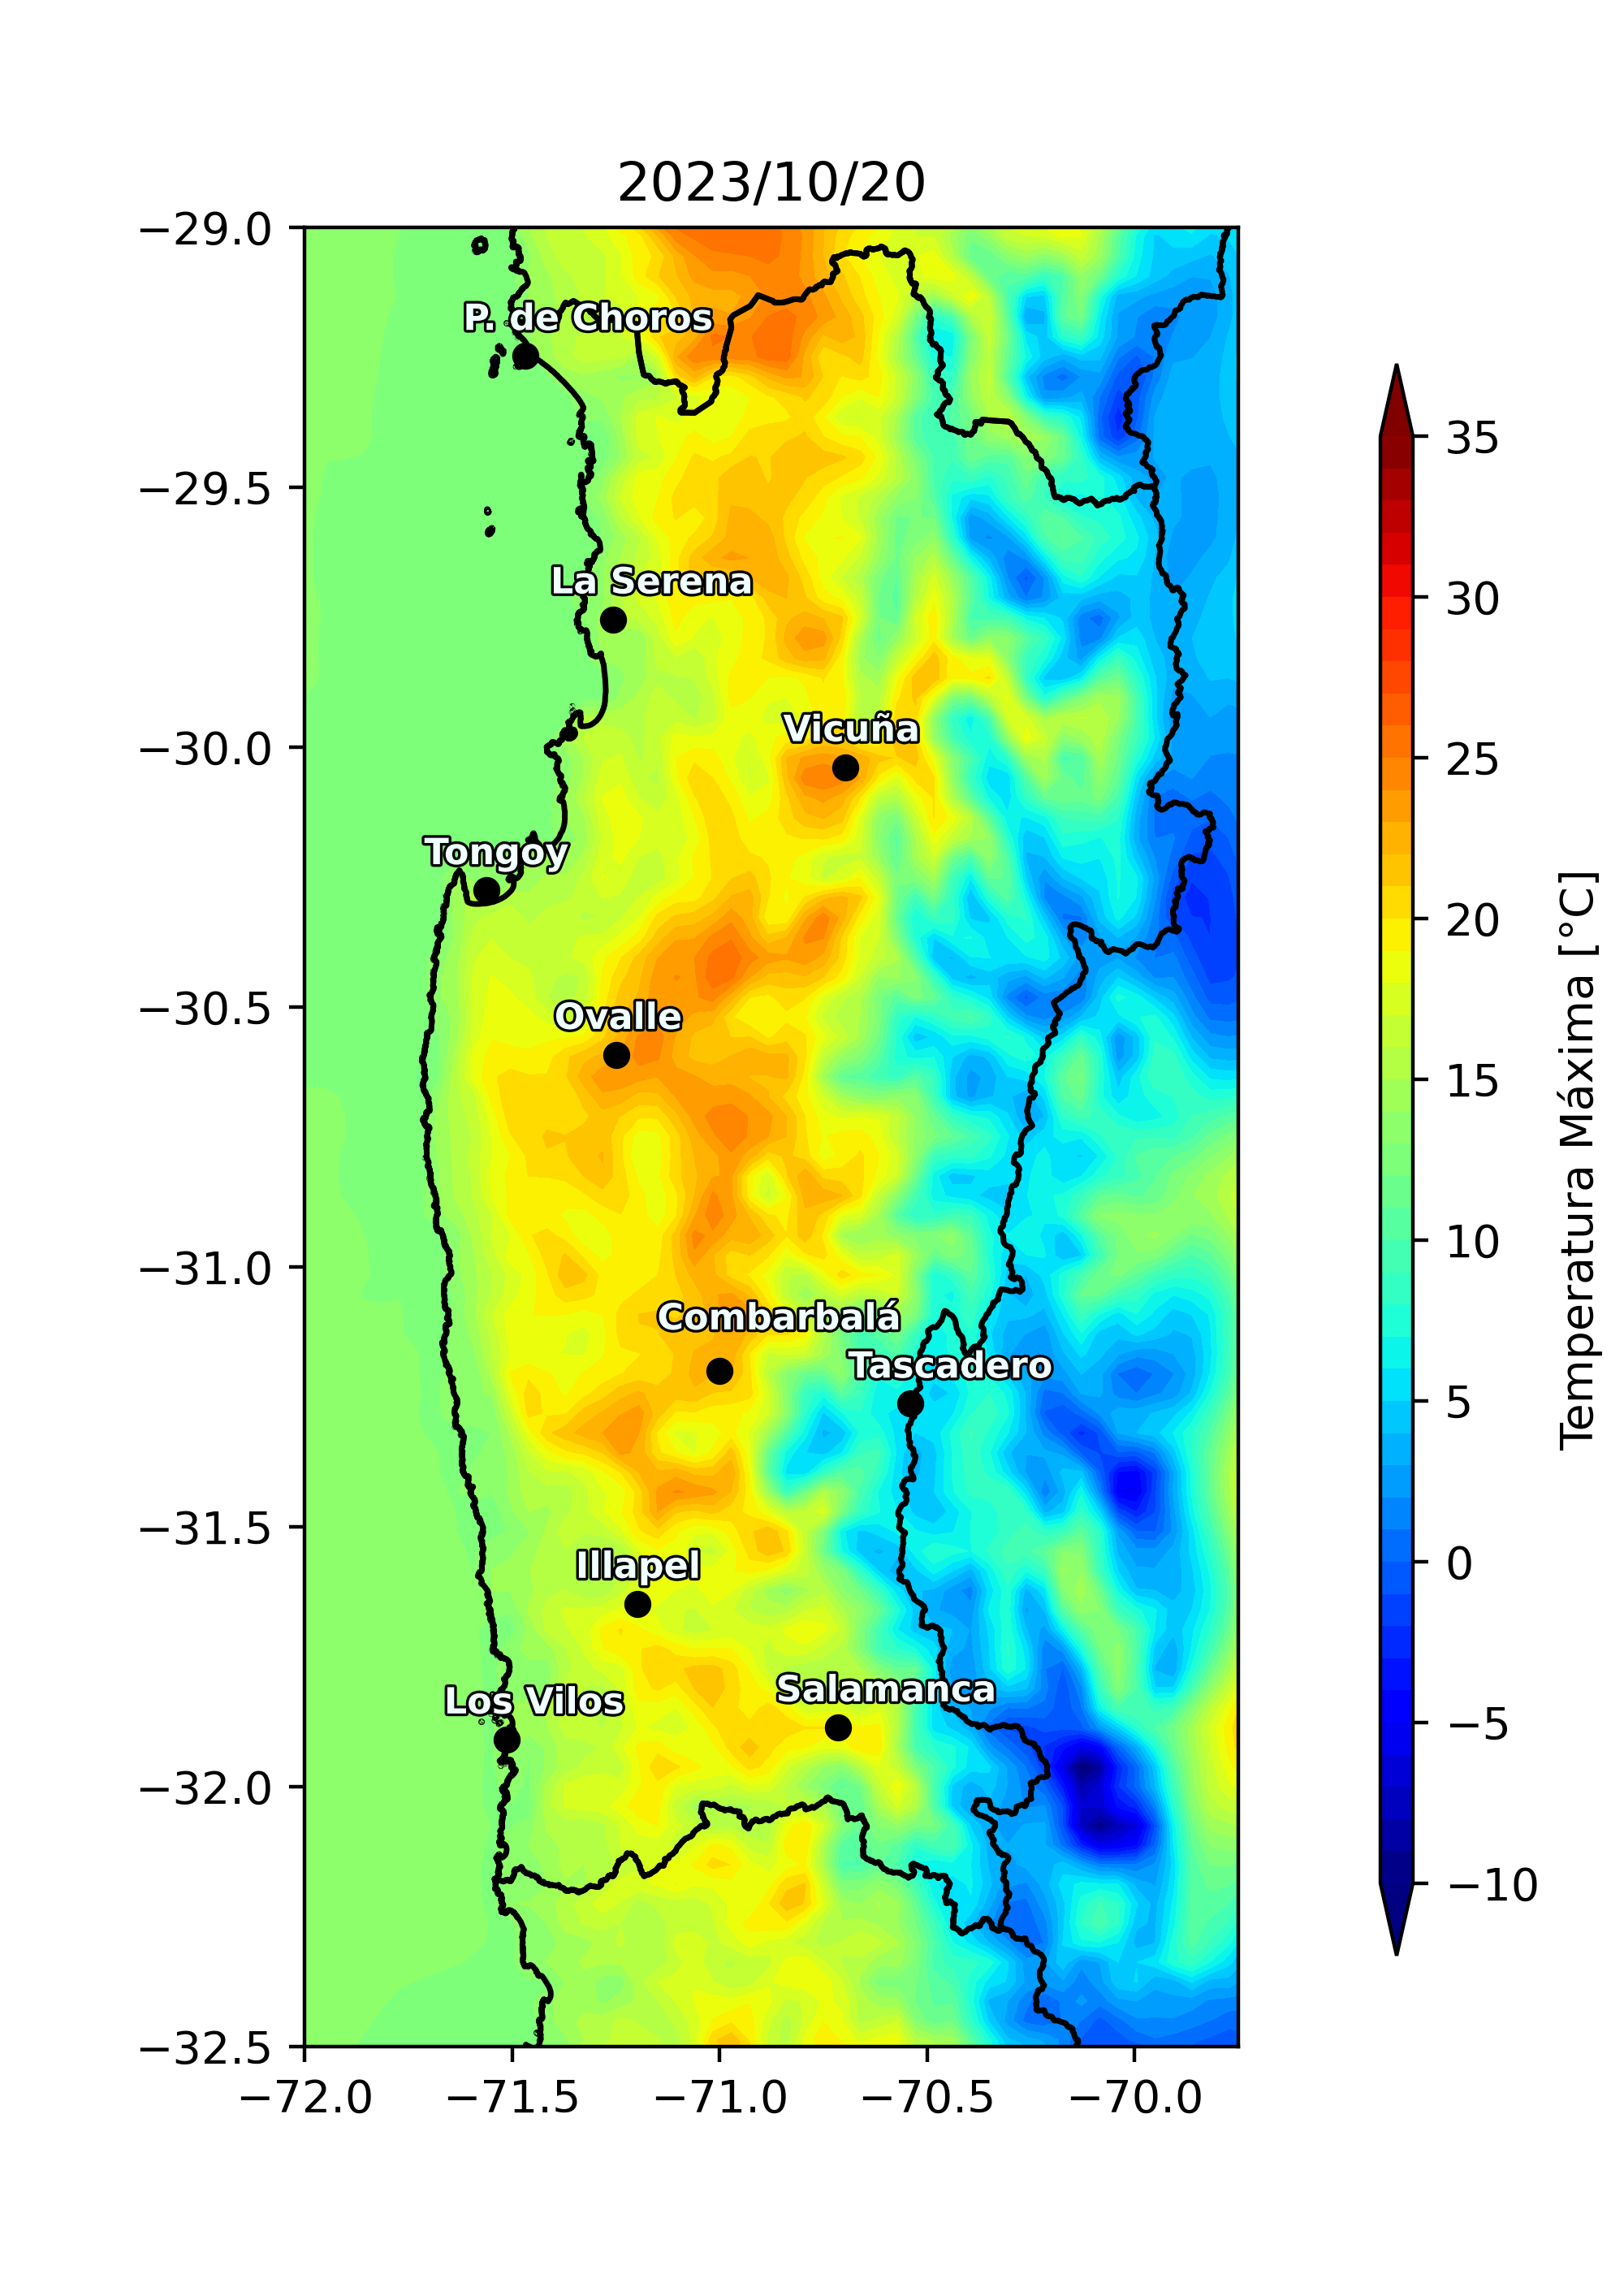 2023/10/20
−29.0
−29.5
−30.0
−30.5
−31.0
−31.5
−32.0
−32.5
−72.0
−71.5
−71.0
−70.5
−70.0
P. de Choros
La Serena
Vicuña
Tongoy
Ovalle
Combarbalá
Tascadero
Illapel
Salamanca
Los Vilos
35
30
25
20
15
10
5
0
−5
−10
Temperatura Máxima [°C]